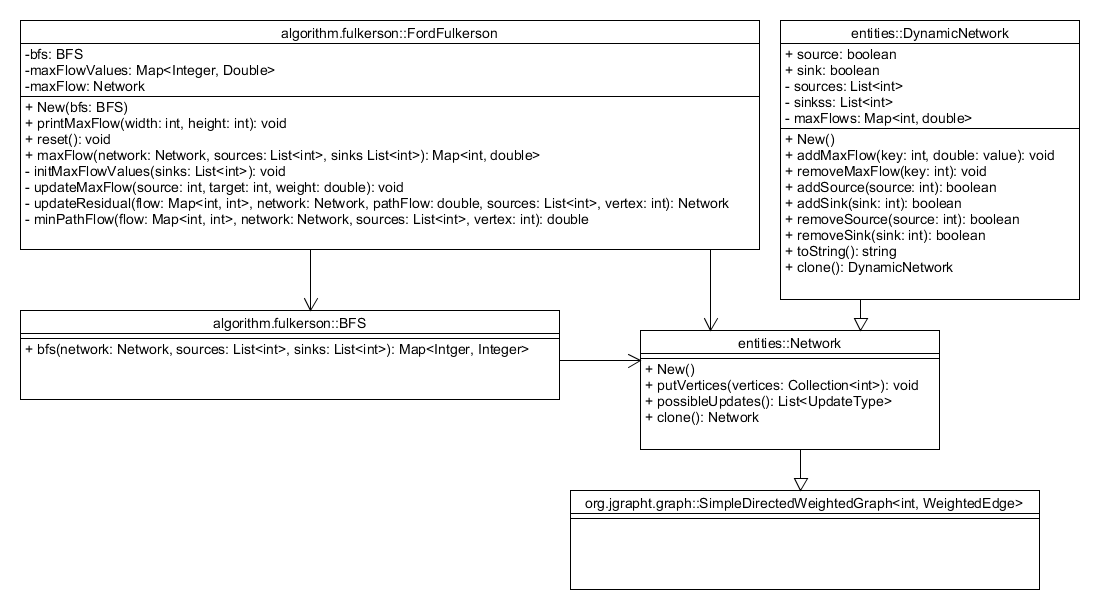 algorithm.fulkerson::FordFulkerson
-bfs: BFS
-maxFlowValues: Map<Integer, Double>
-maxFlow: Network
+ New(bfs: BFS)
+ printMaxFlow(width: int, height: int): void
+ reset(): void
+ maxFlow(network: Network, sources: List<int>, sinks List<int>): Map<int, double>
- initMaxFlowValues(sinks: List<int>): void
- updateMaxFlow(source: int, target: int, weight: double): void
- updateResidual(flow: Map<int, int>, network: Network, pathFlow: double, sources: List<int>, vertex: int): Network
- minPathFlow(flow: Map<int, int>, network: Network, sources: List<int>, vertex: int): double
entities::DynamicNetwork
+ source: boolean
+ sink: boolean
- sources: List<int>
- sinkss: List<int>
- maxFlows: Map<int, double>
+ New()
+ addMaxFlow(key: int, double: value): void
+ removeMaxFlow(key: int): void
+ addSource(source: int): boolean
+ addSink(sink: int): boolean
+ removeSource(source: int): boolean
+ removeSink(sink: int): boolean
+ toString(): string
+ clone(): DynamicNetwork
algorithm.fulkerson::BFS
+ bfs(network: Network, sources: List<int>, sinks: List<int>): Map<Intger, Integer>
entities::Network
+ New()
+ putVertices(vertices: Collection<int>): void
+ possibleUpdates(): List<UpdateType>
+ clone(): Network
org.jgrapht.graph::SimpleDirectedWeightedGraph<int, WeightedEdge>